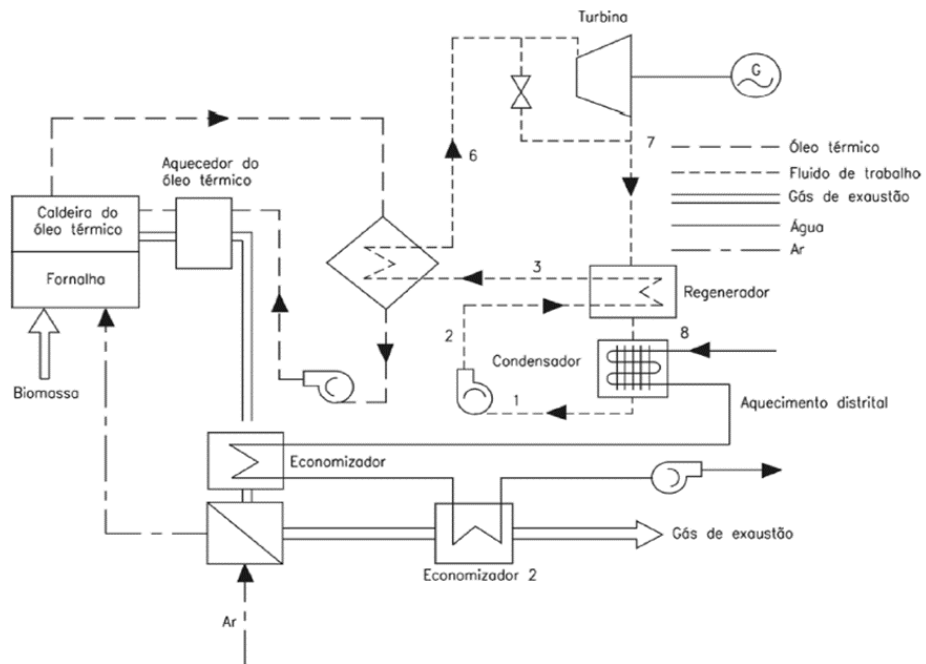 Turbina
G
Óleo térmico
Fluido de trabalho
Gás de exaustão
Água
Ar
Aquecedor do
óleo térmico
Caldeira do
óleo térmico
Fornalha
Biomassa
6
7
3
Regenerador
2
8
Condensador
1
Aquecimento distrital
Economizador
Gás de exaustão
Economizador 2
Ar